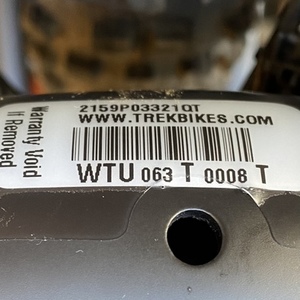 2159P03321QT
WWW.TREKBIKES.COM
WTU 063 T 0008 T
Warranty Void
If Removed